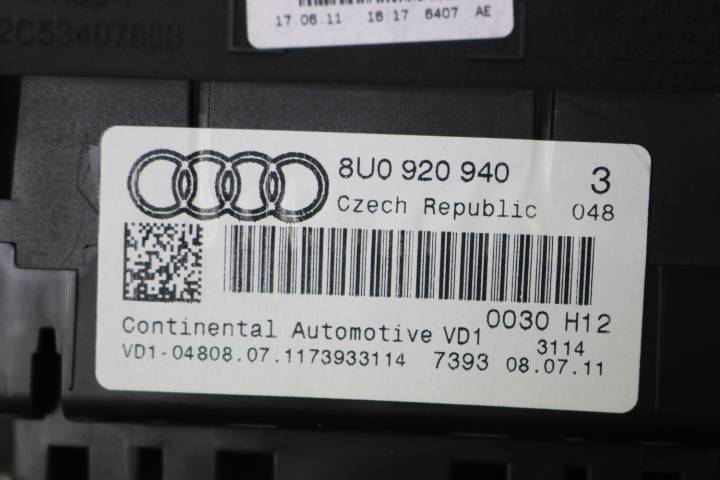 17.06.11 16:17 6407 AE
2C53407668
8U0 920 940 3
Czech Republic 048
0030 H12
Continental Automotive VD1 3114
VD1-04808.07.1173933114 7393 08.07.11